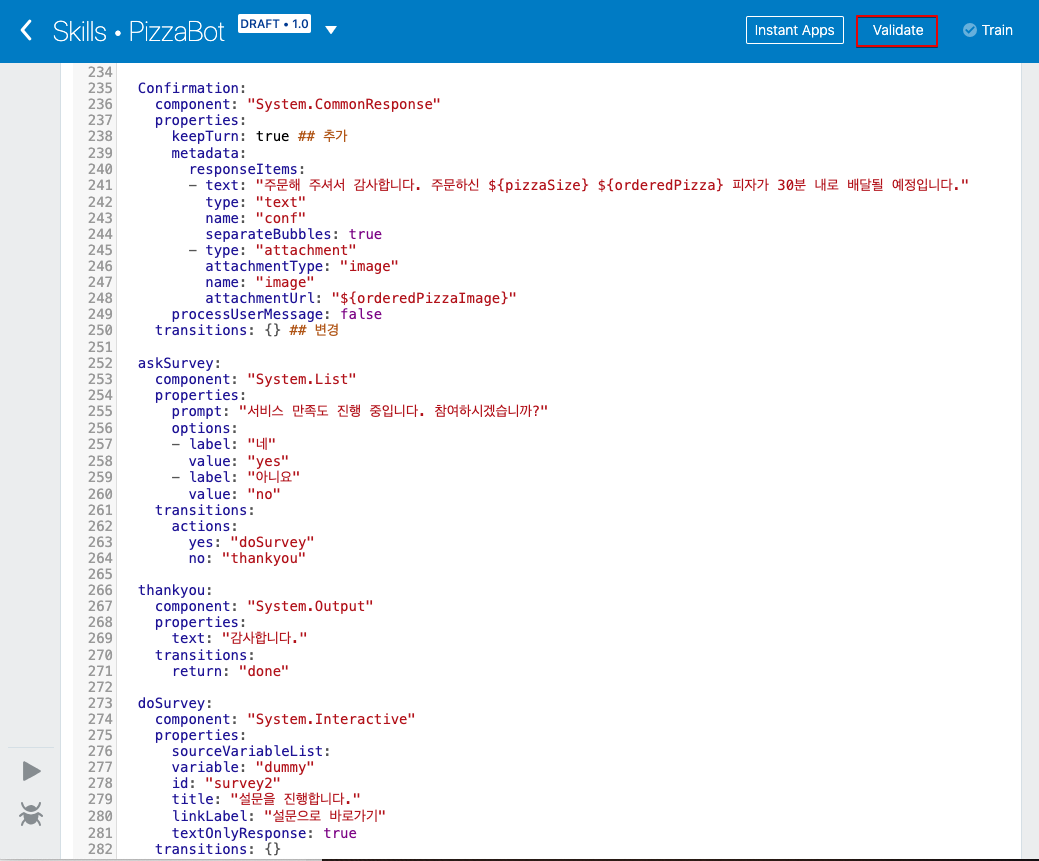 Skills • PizzaBot DRAFT • 1.0 Instant Apps Validate Train
234
235 Confirmation:
236 component: "System.CommonResponse"
237 properties:
238 keepTurn: true ## 추가
239 metadata:
240 responseItems:
241 - text: "주문해 주셔서 감사합니다. 주문하신 ${pizzaSize} ${orderedPizza} 피자가 30분 내로 배달될 예정입니다."
242 type: "text"
243 name: "conf"
244 separateBubbles: true
245 - type: "attachment"
246 attachmentType: "image"
247 name: "image"
248 attachmentUrl: "${orderedPizzaImage}"
249 processUserMessage: false
250 transitions: {} ## 변경
251
252 askSurvey:
253 component: "System.List"
254 properties:
255 prompt: "서비스 만족도 진행 중입니다. 참여하시겠습니까?"
256 options:
257 - label: "네"
258 value: "yes"
259 - label: "아니요"
260 value: "no"
261 transitions:
262 actions:
263 yes: "doSurvey"
264 no: "thankyou"
265
266 thankyou:
267 component: "System.Output"
268 properties:
269 text: "감사합니다."
270 transitions:
271 return: "done"
272
273 doSurvey:
274 component: "System.Interactive"
275 properties:
276 sourceVariableList:
277 variable: "dummy"
278 id: "survey2"
279 title: "설문을 진행합니다."
280 linkLabel: "설문으로 바로가기"
281 textOnlyResponse: true
282 transitions: {}